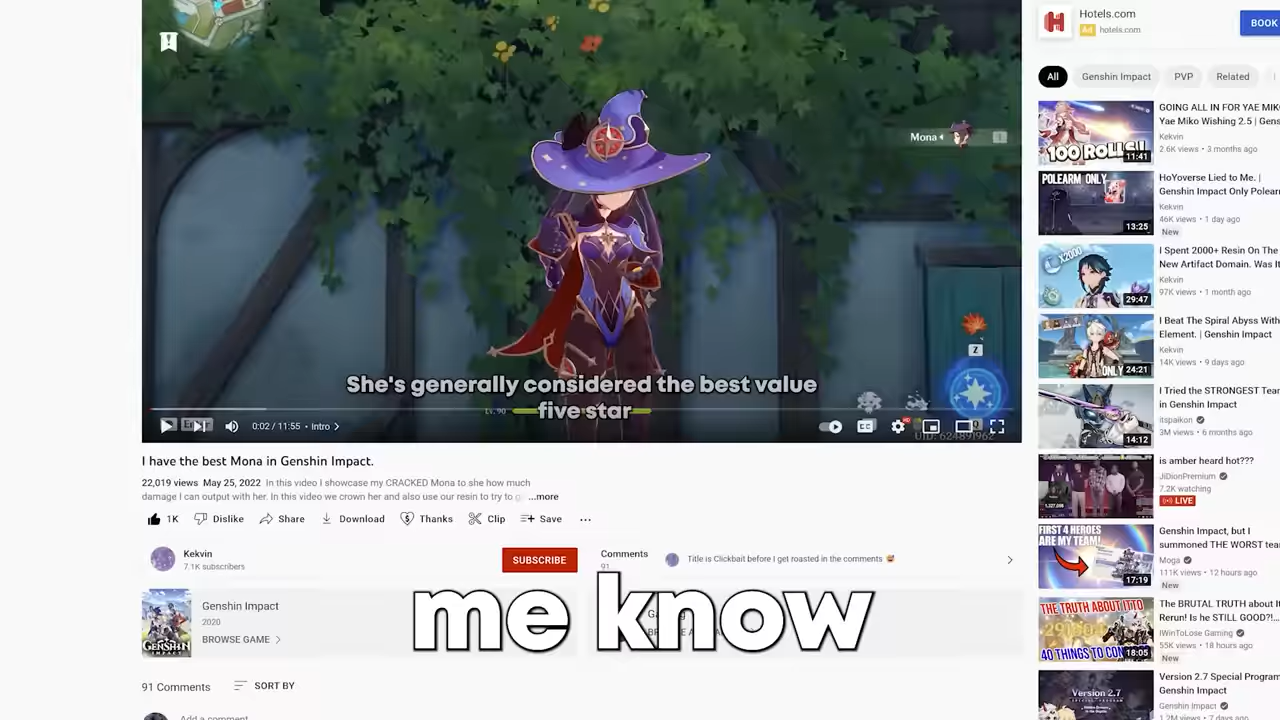 Mona
She's generally considered the best value
five star
Lv. 90
Z
0:02 / 11:55 • Intro
CC
HD
UID: 624891962
I have the best Mona in Genshin Impact.
22,019 views May 25, 2022 In this video I showcase my CRACKED Mona to she how much
damage I can output with her. In this video we crown her and also use our resin to try to g ...more
1K
Dislike
Share
Download
Thanks
Clip
Save
Kekvin
7.1K subscribers
SUBSCRIBE
Comments
91
Title is Clickbait before I get roasted in the comments
Genshin Impact
2020
BROWSE GAME
GENSHIN
IMPACT
me know
91 Comments
SORT BY
Add a comment
Hotels.com
Ad hotels.com
BOOK
All
Genshin Impact
PVP
Related
GOING ALL IN FOR YAE MIKO
Yae Miko Wishing 2.5 | Gens
Kekvin
2.6K views • 3 months ago
100 ROLLS!
11:41
POLEARM ONLY
13:25
HoYoverse Lied to Me. |
Genshin Impact Only Polear
Kekvin
46K views • 1 day ago
New
X2000
29:47
I Spent 2000+ Resin On The
New Artifact Domain. Was It
Kekvin
97K views • 1 month ago
ONLY
24:21
I Beat The Spiral Abyss With
Element. | Genshin Impact
Kekvin
14K views • 9 days ago
14:12
I Tried the STRONGEST Team
in Genshin Impact
itspaikon
3M views • 6 months ago
is amber heard hot???
JiDionPremium
7.2K watching
LIVE
FIRST 4 HEROES
ARE MY TEAM!
17:19
Genshin Impact, but I
summoned THE WORST tea
Moga
111K views • 12 hours ago
New
THE TRUTH ABOUT ITTO
40 THINGS TO CON
18:05
The BRUTAL TRUTH about It
Rerun! Is he STILL GOOD?!..
IWinToLose Gaming
55K views • 18 hours ago
New
Version 2.7
Version 2.7 Special Program
Genshin Impact
1.2M views • 7 days ago